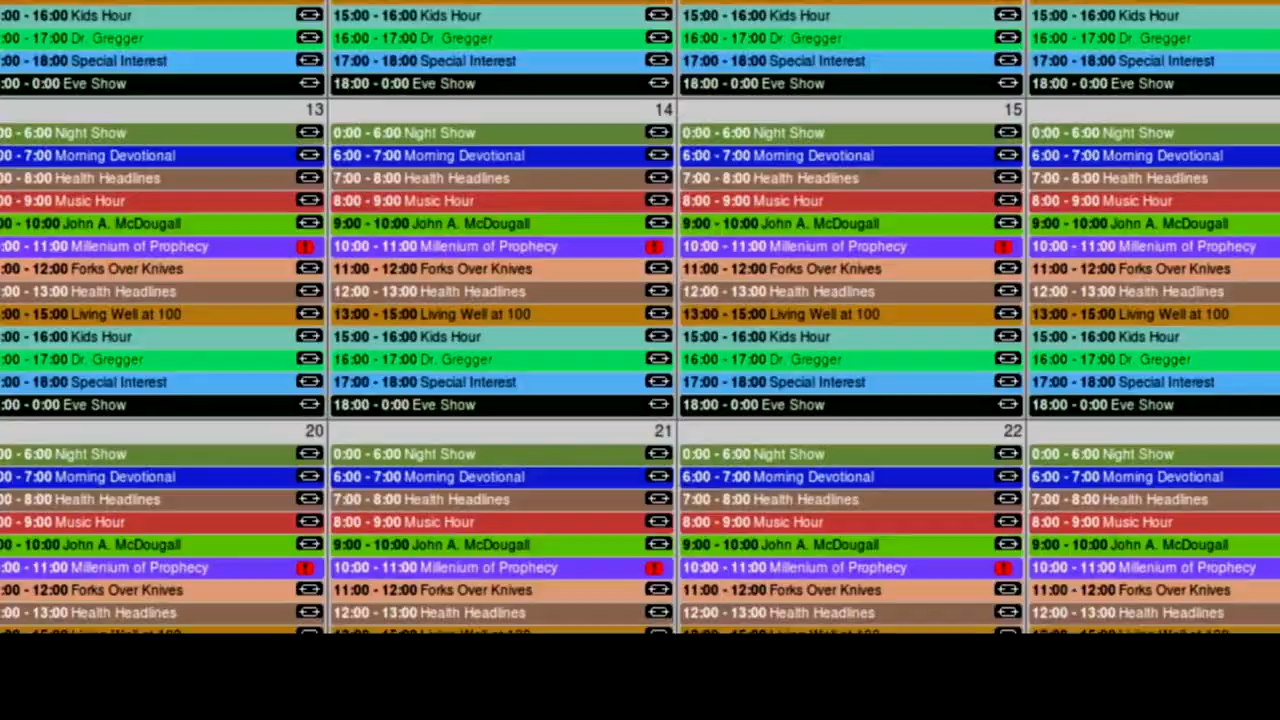 :00 - 16:00 Kids Hour 15:00 - 16:00 Kids Hour 15:00 - 16:00 Kids Hour 15:00 - 16:00 Kids Hour
:00 - 17:00 Dr. Gregger 16:00 - 17:00 Dr. Gregger 16:00 - 17:00 Dr. Gregger 16:00 - 17:00 Dr. Gregger
:00 - 18:00 Special Interest 17:00 - 18:00 Special Interest 17:00 - 18:00 Special Interest 17:00 - 18:00 Special Interest
:00 - 0:00 Eve Show 18:00 - 0:00 Eve Show 18:00 - 0:00 Eve Show 18:00 - 0:00 Eve Show
13 14 15
00 - 6:00 Night Show 0:00 - 6:00 Night Show 0:00 - 6:00 Night Show 0:00 - 6:00 Night Show
00 - 7:00 Morning Devotional 6:00 - 7:00 Morning Devotional 6:00 - 7:00 Morning Devotional 6:00 - 7:00 Morning Devotional
00 - 8:00 Health Headlines 7:00 - 8:00 Health Headlines 7:00 - 8:00 Health Headlines 7:00 - 8:00 Health Headlines
00 - 9:00 Music Hour 8:00 - 9:00 Music Hour 8:00 - 9:00 Music Hour 8:00 - 9:00 Music Hour
00 - 10:00 John A. McDougall 9:00 - 10:00 John A. McDougall 9:00 - 10:00 John A. McDougall 9:00 - 10:00 John A. McDougall
:00 - 11:00 Millenium of Prophecy 10:00 - 11:00 Millenium of Prophecy 10:00 - 11:00 Millenium of Prophecy 10:00 - 11:00 Millenium of Prophecy
:00 - 12:00 Forks Over Knives 11:00 - 12:00 Forks Over Knives 11:00 - 12:00 Forks Over Knives 11:00 - 12:00 Forks Over Knives
:00 - 13:00 Health Headlines 12:00 - 13:00 Health Headlines 12:00 - 13:00 Health Headlines 12:00 - 13:00 Health Headlines
:00 - 15:00 Living Well at 100 13:00 - 15:00 Living Well at 100 13:00 - 15:00 Living Well at 100 13:00 - 15:00 Living Well at 100
:00 - 16:00 Kids Hour 15:00 - 16:00 Kids Hour 15:00 - 16:00 Kids Hour 15:00 - 16:00 Kids Hour
:00 - 17:00 Dr. Gregger 16:00 - 17:00 Dr. Gregger 16:00 - 17:00 Dr. Gregger 16:00 - 17:00 Dr. Gregger
:00 - 18:00 Special Interest 17:00 - 18:00 Special Interest 17:00 - 18:00 Special Interest 17:00 - 18:00 Special Interest
:00 - 0:00 Eve Show 18:00 - 0:00 Eve Show 18:00 - 0:00 Eve Show 18:00 - 0:00 Eve Show
20 21 22
00 - 6:00 Night Show 0:00 - 6:00 Night Show 0:00 - 6:00 Night Show 0:00 - 6:00 Night Show
00 - 7:00 Morning Devotional 6:00 - 7:00 Morning Devotional 6:00 - 7:00 Morning Devotional 6:00 - 7:00 Morning Devotional
00 - 8:00 Health Headlines 7:00 - 8:00 Health Headlines 7:00 - 8:00 Health Headlines 7:00 - 8:00 Health Headlines
00 - 9:00 Music Hour 8:00 - 9:00 Music Hour 8:00 - 9:00 Music Hour 8:00 - 9:00 Music Hour
00 - 10:00 John A. McDougall 9:00 - 10:00 John A. McDougall 9:00 - 10:00 John A. McDougall 9:00 - 10:00 John A. McDougall
:00 - 11:00 Millenium of Prophecy 10:00 - 11:00 Millenium of Prophecy 10:00 - 11:00 Millenium of Prophecy 10:00 - 11:00 Millenium of Prophecy
:00 - 12:00 Forks Over Knives 11:00 - 12:00 Forks Over Knives 11:00 - 12:00 Forks Over Knives 11:00 - 12:00 Forks Over Knives
:00 - 13:00 Health Headlines 12:00 - 13:00 Health Headlines 12:00 - 13:00 Health Headlines 12:00 - 13:00 Health Headlines